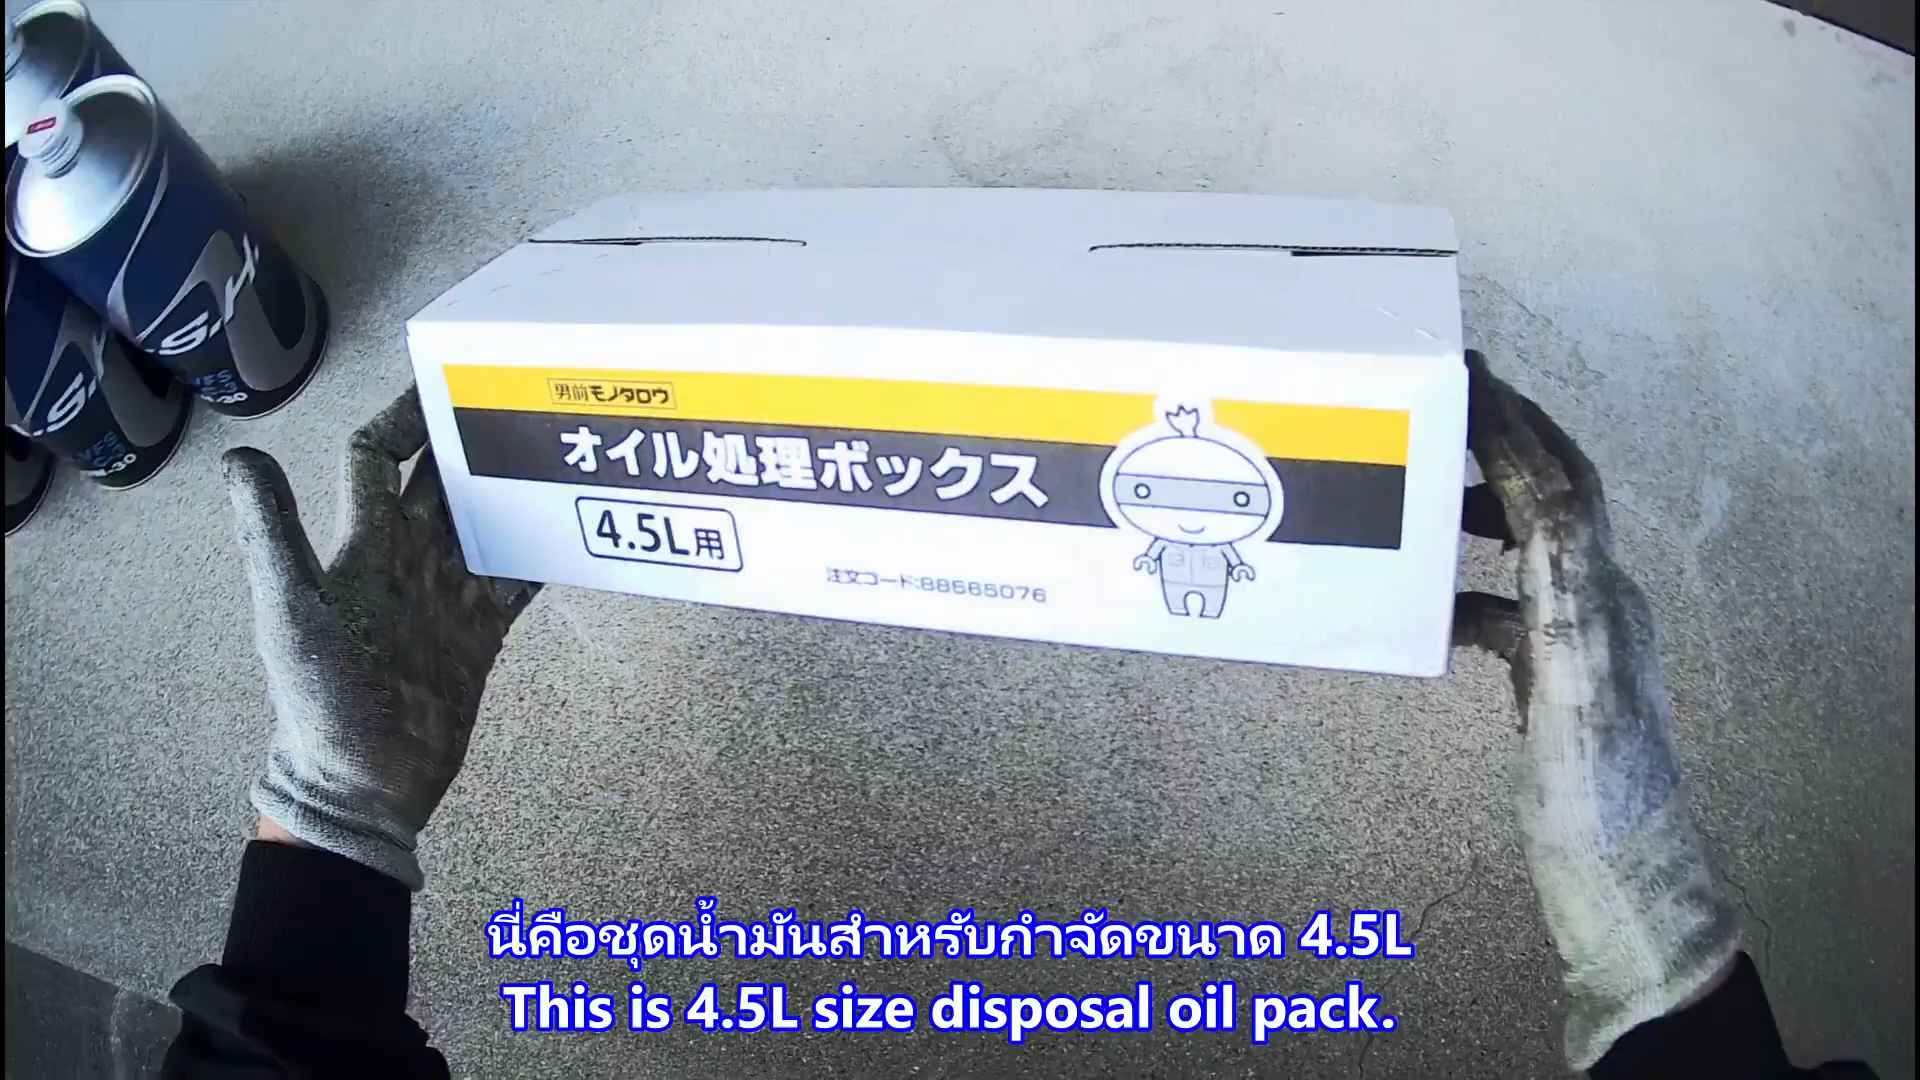 男前モノタロウ
オイル処理ボックス
4.5L用
注文コード:88565076
นี่คือชุดน้ำมันสำหรับกำจัดขนาด 4.5L
This is 4.5L size disposal oil pack.